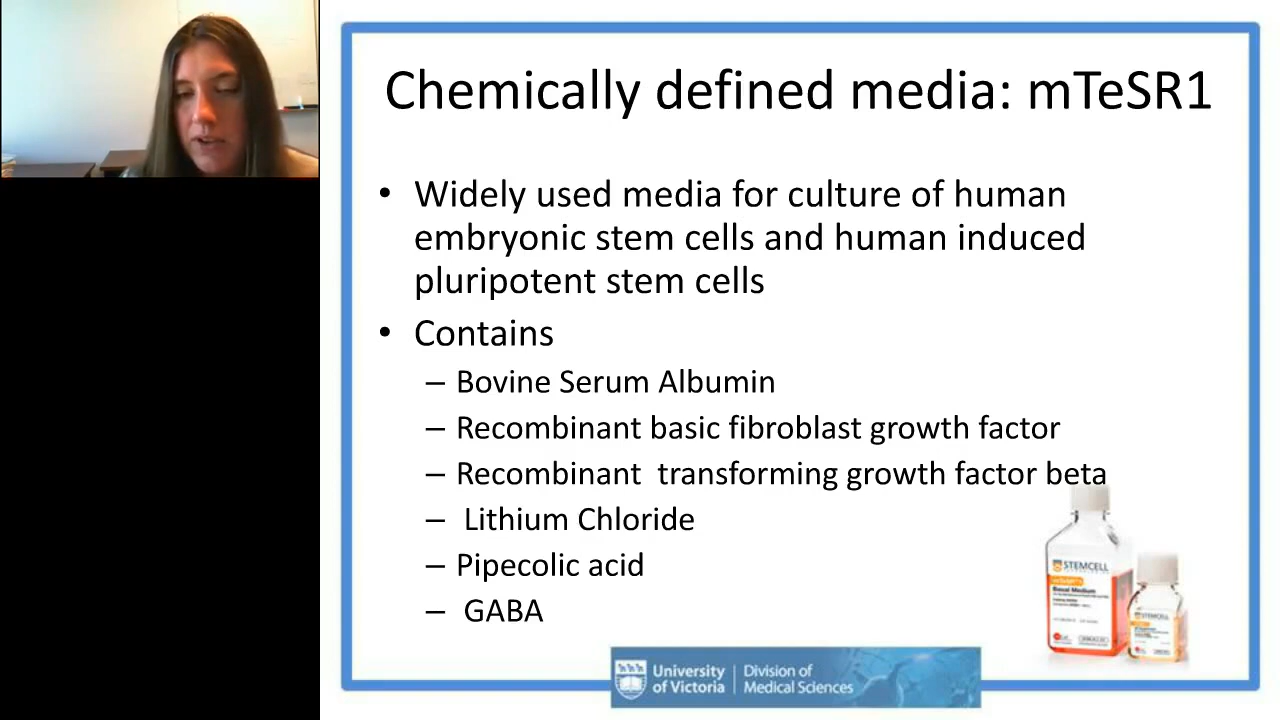 Chemically defined media: mTeSR1
• Widely used media for culture of human
embryonic stem cells and human induced
pluripotent stem cells
• Contains
– Bovine Serum Albumin
– Recombinant basic fibroblast growth factor
– Recombinant transforming growth factor beta
– Lithium Chloride
– Pipecolic acid
– GABA
STEMCELL
Basal Medium
STEMCELL
University of Victoria
Division of Medical Sciences